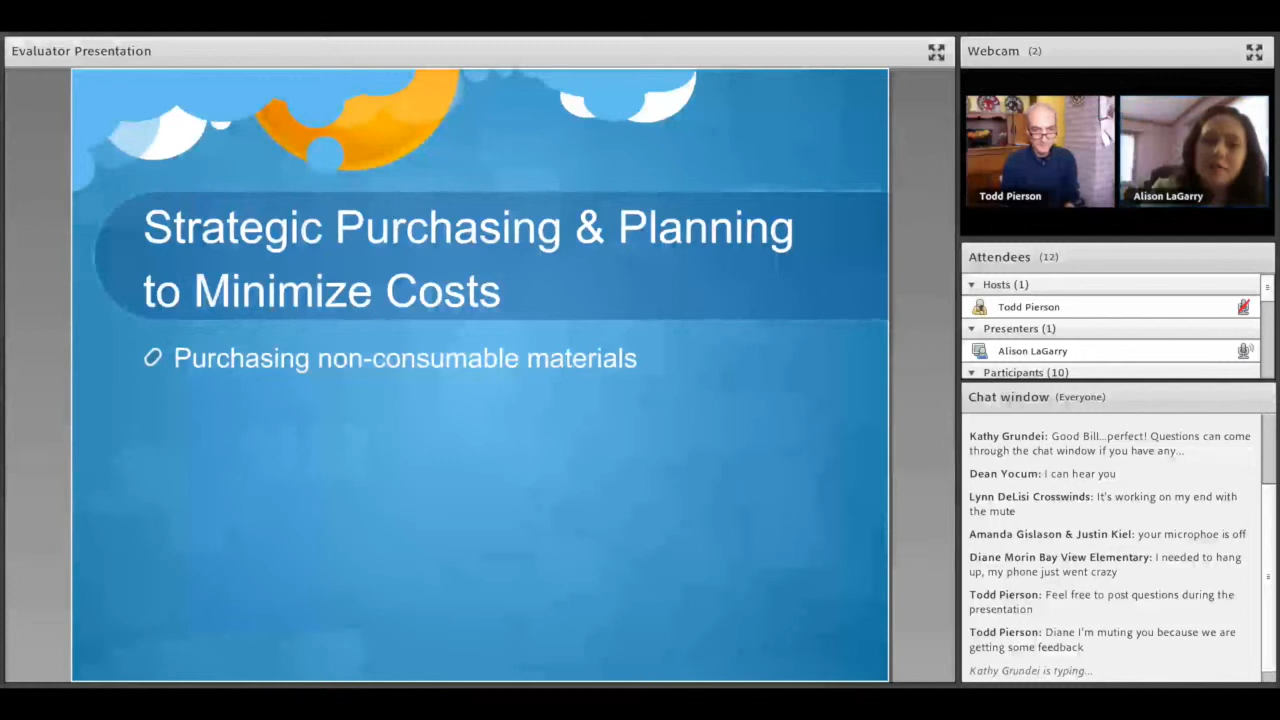 Evaluator Presentation
Strategic Purchasing & Planning
to Minimize Costs
Purchasing non-consumable materials
Webcam (2)
Todd Pierson
Alison LaGarry
Attendees (12)
Hosts (1)
Todd Pierson
Presenters (1)
Alison LaGarry
Participants (10)
Chat window (Everyone)
Kathy Grundei: Good Bill...perfect! Questions can come
through the chat window if you have any...
Dean Yocum: I can hear you
Lynn DeLisi Crosswinds: It's working on my end with
the mute
Amanda Gislason & Justin Kiel: your microphoe is off
Diane Morin Bay View Elementary: I needed to hang
up, my phone just went crazy
Todd Pierson: Feel free to post questions during the
presentation
Todd Pierson: Diane I'm muting you because we are
getting some feedback
Kathy Grundei is typing...